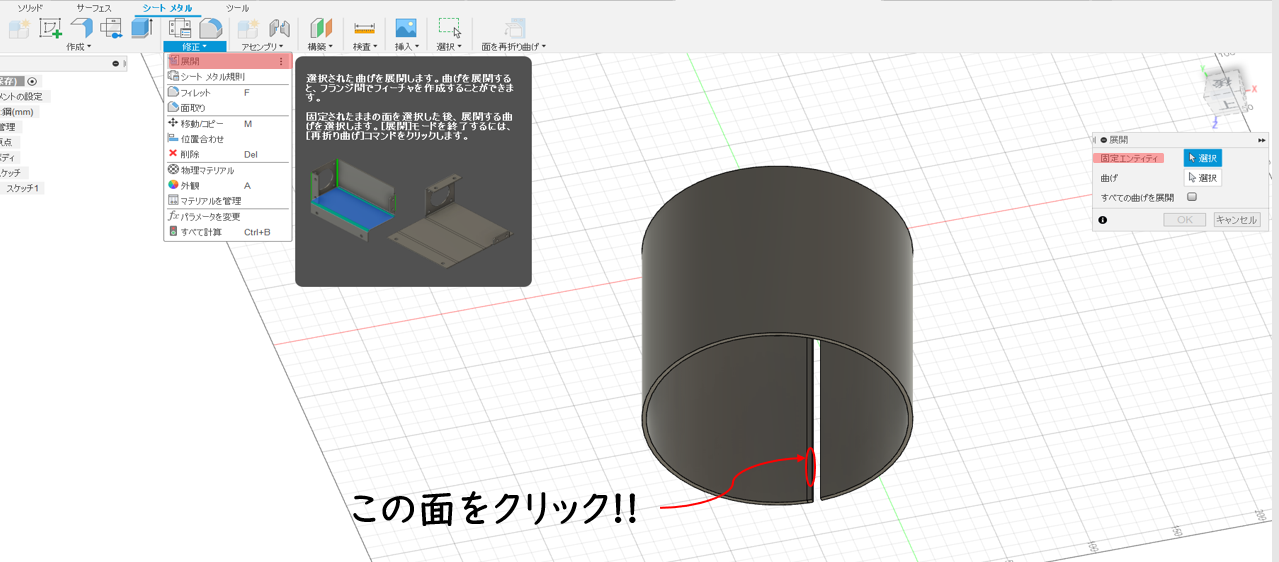 ソリッド サーフェス シート メタル ツール
作成▼ 修正▼ アセンブリ▼ 構築▼ 検査▼ 挿入▼ 選択▼ 面を再折り曲げ▼
展開
シート メタル規則
フィレット F
面取り
移動/コピー M
位置合わせ
削除 Del
物理マテリアル
外観 A
マテリアルを管理
パラメータを変更
すべて計算 Ctrl+B
存)
メントの設定
鋼(mm)
管理
点
ディ
ケッチ
スケッチ1
選択された曲げを展開します。曲げを展開する
と、フランジ間でフィーチャを作成することができま
す。
固定されたままの面を選択した後、展開する曲
げを選択します。[展開]モードを終了するには、
[再折り曲げ]コマンドをクリックします。
展開
固定エンティティ 選択
曲げ 選択
すべての曲げを展開
OK キャンセル
上
X
Z
この面をクリック!!
100
150
200